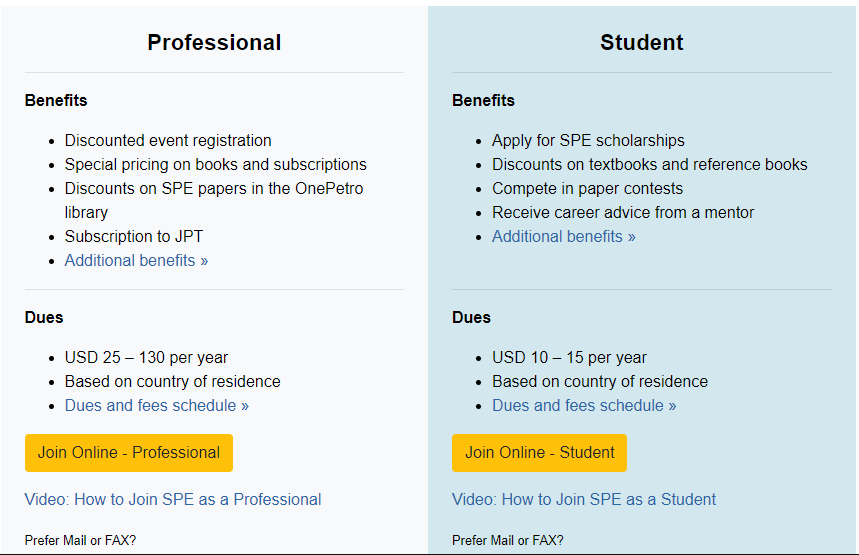 Professional
Benefits
Discounted event registration
Special pricing on books and subscriptions
Discounts on SPE papers in the OnePetro
library
Subscription to JPT
Additional benefits »
Dues
USD 25 – 130 per year
Based on country of residence
Dues and fees schedule »
Join Online - Professional
Video: How to Join SPE as a Professional
Prefer Mail or FAX?
Student
Benefits
Apply for SPE scholarships
Discounts on textbooks and reference books
Compete in paper contests
Receive career advice from a mentor
Additional benefits »
Dues
USD 10 – 15 per year
Based on country of residence
Dues and fees schedule »
Join Online - Student
Video: How to Join SPE as a Student
Prefer Mail or FAX?